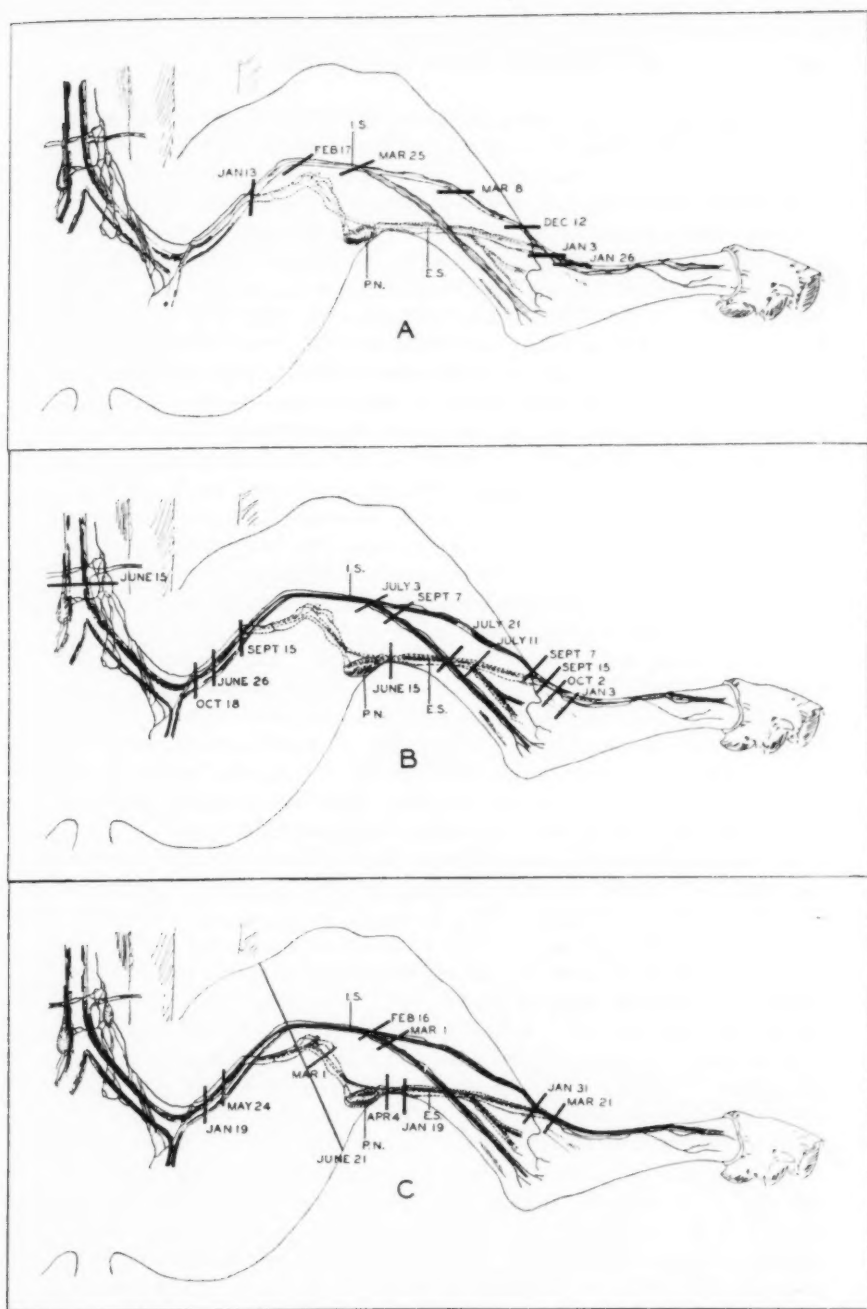 I.S.
FEB 17
MAR 25
JAN 13
MAR 8
DEC 12
JAN 3
JAN 26
P.N.
E.S.
A
JUNE 15
I.S.
JULY 3
SEPT 7
JULY 21
JULY 11
SEPT 15
SEPT 7
SEPT 15
JUNE 26
JUNE 15
OCT 2
OCT 18
JAN 3
P.N.
E.S.
B
I.S.
FEB 16
MAR 1
MAR 1
JAN 31
MAY 24
APR 4
E.S.
MAR 21
JAN 19
JAN 19
P.N.
JUNE 21
C